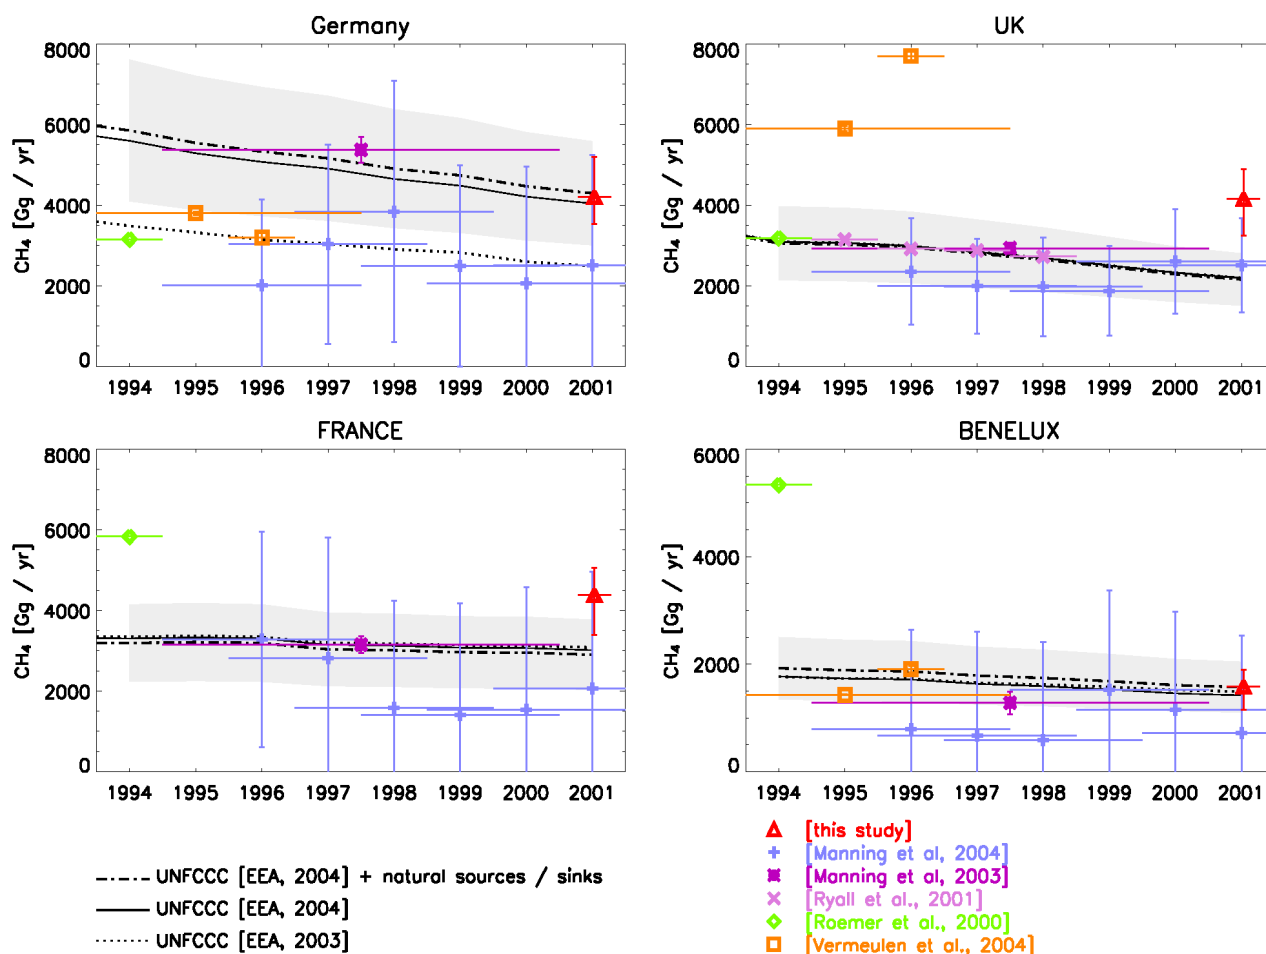 Germany
UK
8000
6000
4000
2000
0
CH₄ [Gg / yr]
1994 1995 1996 1997 1998 1999 2000 2001
8000
6000
4000
2000
0
CH₄ [Gg / yr]
1994 1995 1996 1997 1998 1999 2000 2001
FRANCE
BENELUX
8000
6000
4000
2000
0
CH₄ [Gg / yr]
1994 1995 1996 1997 1998 1999 2000 2001
6000
4000
2000
0
CH₄ [Gg / yr]
1994 1995 1996 1997 1998 1999 2000 2001
UNFCCC [EEA, 2004] + natural sources / sinks
UNFCCC [EEA, 2004]
UNFCCC [EEA, 2003]
[this study]
[Manning et al, 2004]
[Manning et al, 2003]
[Ryall et al., 2001]
[Roemer et al., 2000]
[Vermeulen et al., 2004]